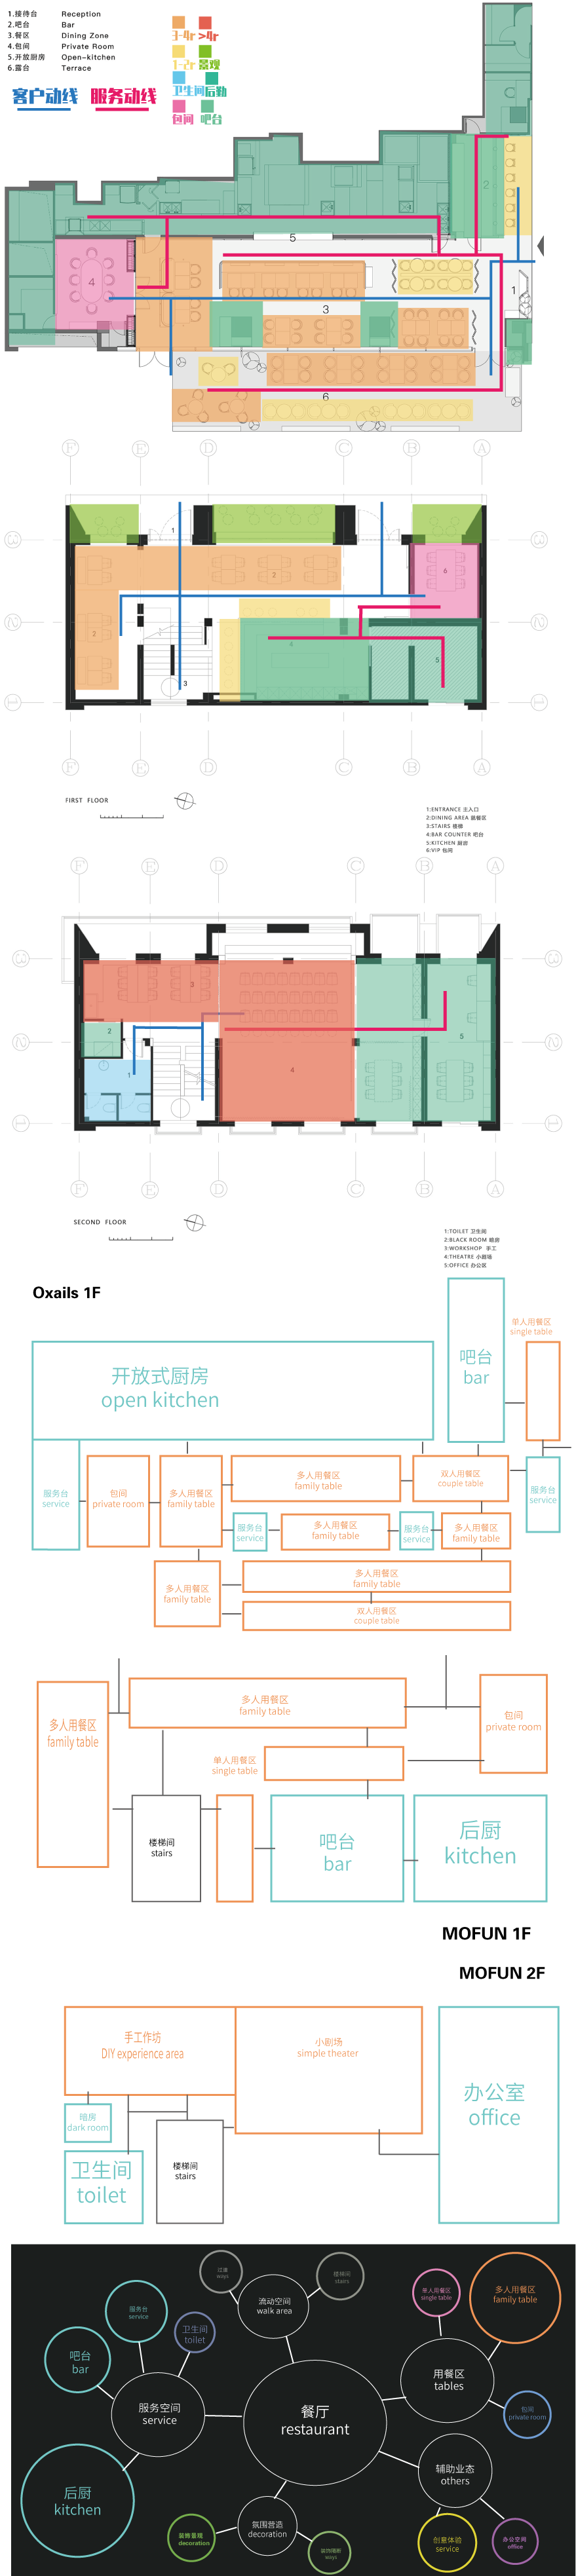 1.接待台 Reception
2.吧台 Bar
3.餐区 Dining Zone
4.包间 Private Room
5.开放厨房 Open-kitchen
6.露台 Terrace
客户动线 服务动线
3-4r >4r
1-2r 景观
卫生间 后勤
包间 吧台
2
5
4
1
3
6
F E D C B A
3 3
1
2
6
2 2
2
4
5
3
1 1
F E D C B A
FIRST FLOOR
1:ENTRANCE 主入口
2:DINING AREA 就餐区
3:STAIRS 楼梯
4:BAR COUNTER 吧台
5:KITCHEN 厨房
6:VIP 包间
F E D C B A
3 3
3
2
5
2 2
1
4
1 1
F E D C B A
SECOND FLOOR
1:TOILET 卫生间
2:BLACK ROOM 暗房
3:WORKSHOP 手工
4:THEATRE 小剧场
5:OFFICE 办公区
Oxails 1F
单人用餐区
single table
吧台
bar
开放式厨房
open kitchen
服务台
service
包间
private room
多人用餐区
family table
多人用餐区
family table
双人用餐区
couple table
服务台
service
服务台
service
多人用餐区
family table
服务台
service
多人用餐区
family table
多人用餐区
family table
多人用餐区
family table
双人用餐区
couple table
多人用餐区
family table
多人用餐区
family table
包间
private room
单人用餐区
single table
楼梯间
stairs
吧台
bar
后厨
kitchen
MOFUN 1F
MOFUN 2F
手工作坊
DIY experience area
小剧场
simple theater
办公室
office
暗房
dark room
卫生间
toilet
楼梯间
stairs
过道
ways
楼梯间
stairs
流动空间
walk area
单人用餐区
single table
多人用餐区
family table
服务台
service
卫生间
toilet
吧台
bar
用餐区
tables
服务空间
service
餐厅
restaurant
包间
private room
辅助业态
others
后厨
kitchen
氛围营造
decoration
装饰景观
decoration
ways
创意体验
service
办公空间
office